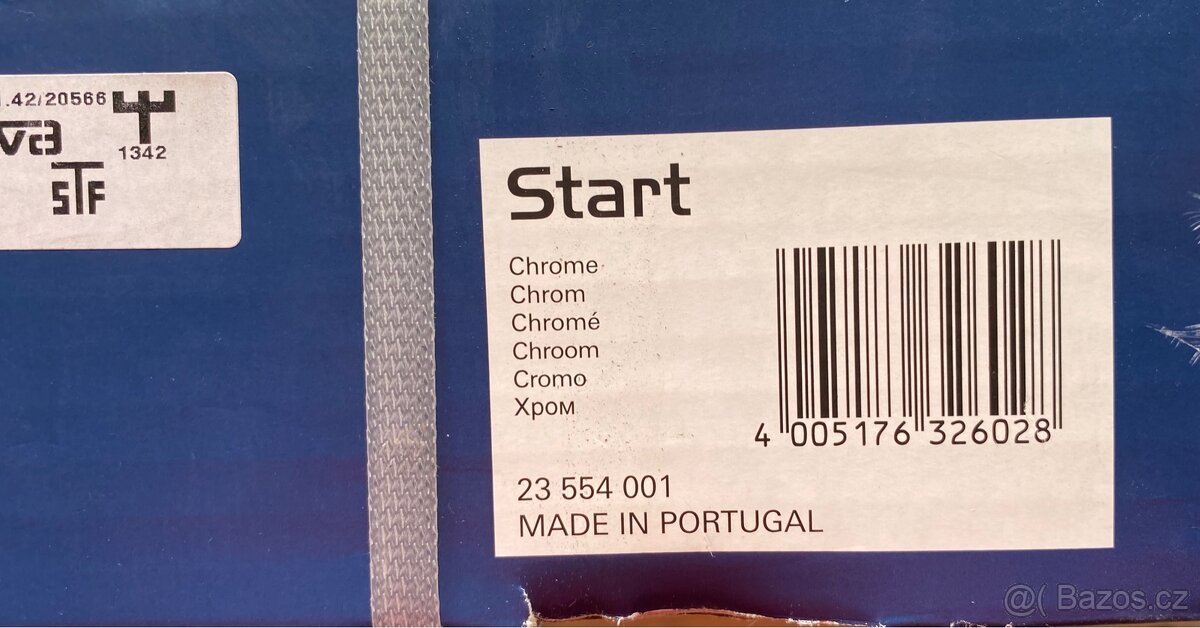 .42/20566
1342
STF
Start
Chrome
Chrom
Chromé
Chroom
Cromo
Хром
4 005176 326028
23 554 001
MADE IN PORTUGAL
@( Bazos.cz